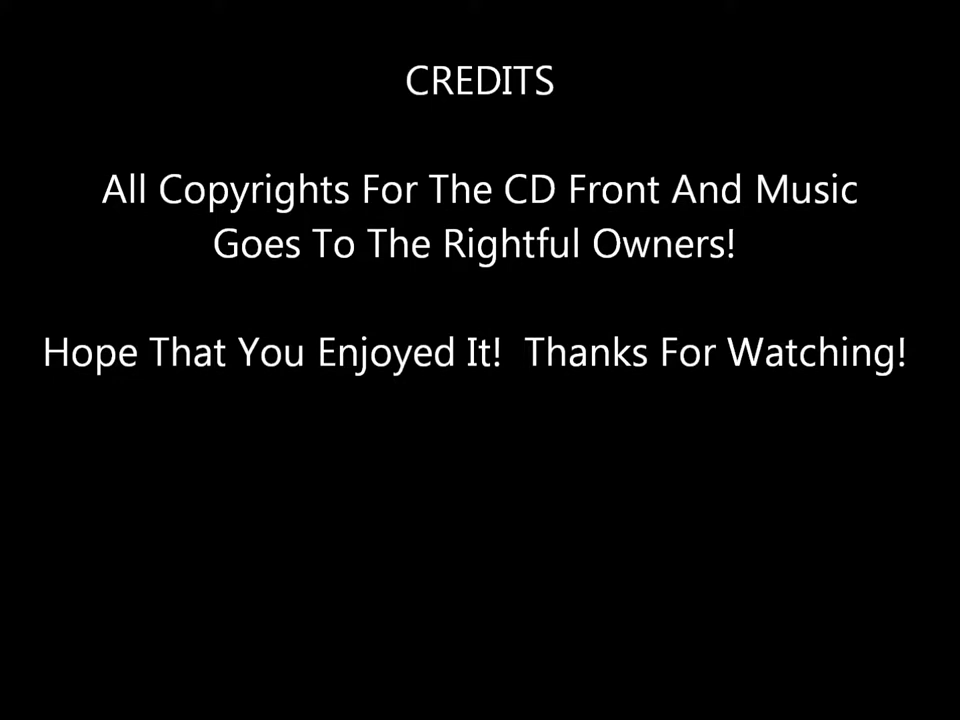 CREDITS
All Copyrights For The CD Front And Music
Goes To The Rightful Owners!
Hope That You Enjoyed It!  Thanks For Watching!